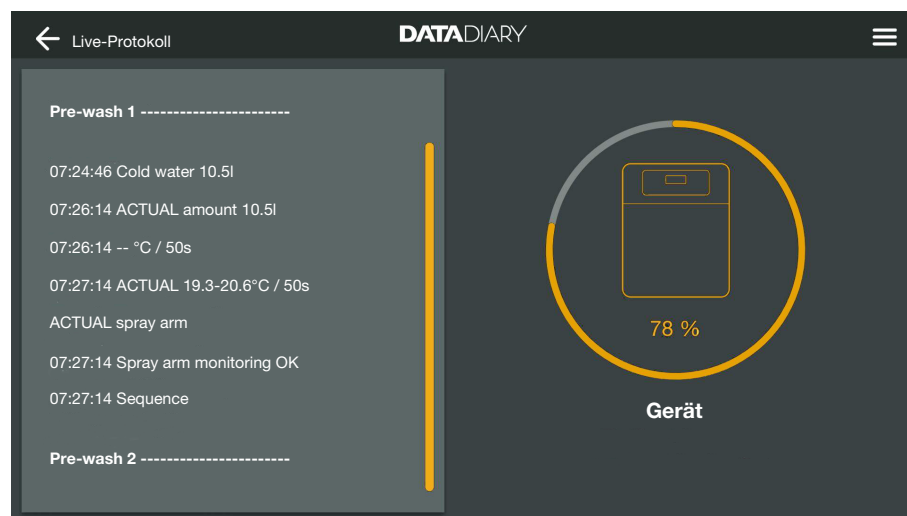 Live-Protokoll
DATADIARY
Pre-wash 1 -----------------------
07:24:46 Cold water 10.5l
07:26:14 ACTUAL amount 10.5l
07:26:14 -- °C / 50s
07:27:14 ACTUAL 19.3-20.6°C / 50s
ACTUAL spray arm
07:27:14 Spray arm monitoring OK
07:27:14 Sequence
Pre-wash 2 -----------------------
78 %
Gerät